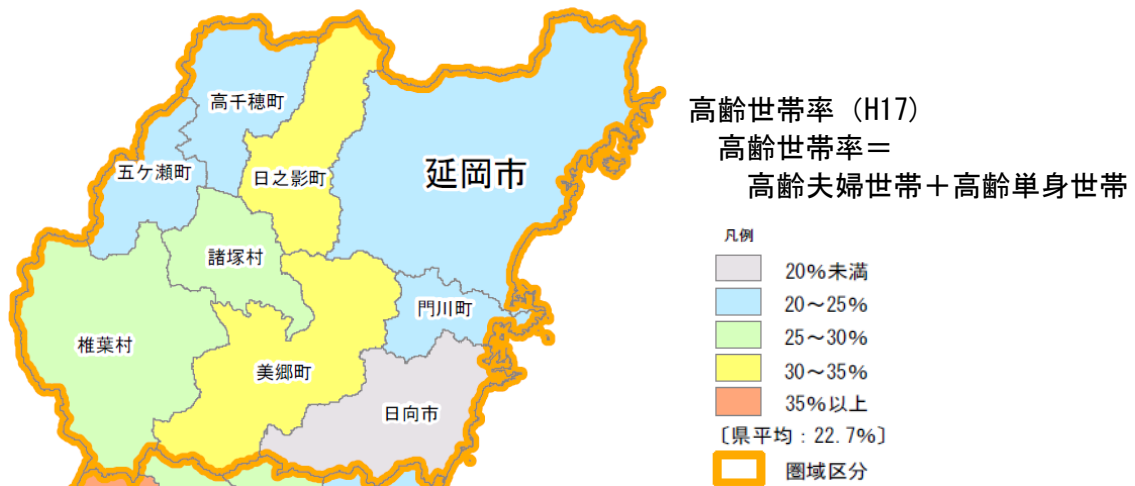 高千穂町
五ケ瀬町
日之影町
延岡市
諸塚村
門川町
椎葉村
美郷町
日向市
高齢世帯率（H17）
高齢世帯率＝
高齢夫婦世帯＋高齢単身世帯
凡例
20%未満
20～25%
25～30%
30～35%
35%以上
〔県平均：22.7%〕
圏域区分